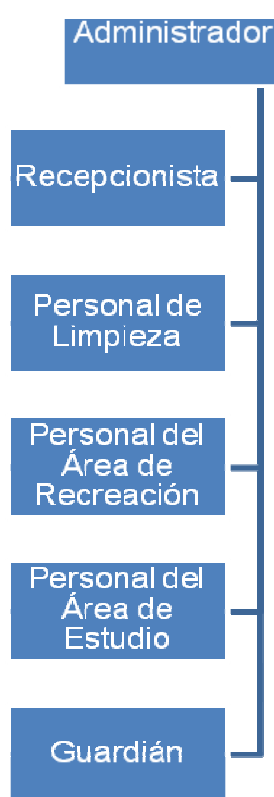 Administrador
Recepcionista
Personal de
Limpieza
Personal del
Área de
Recreación
Personal del
Área de
Estudio
Guardián